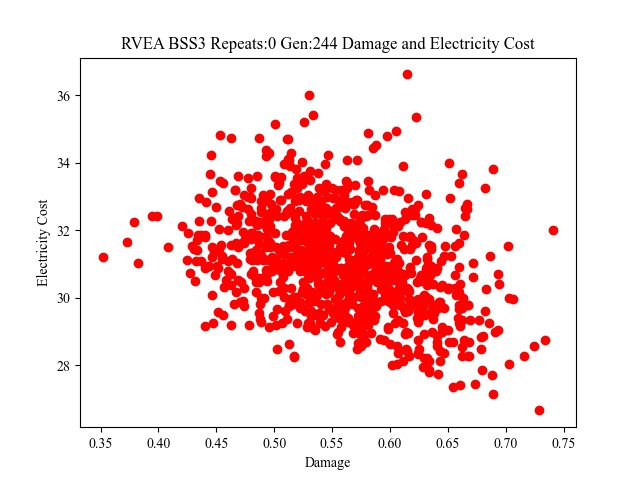 RVEA BSS3 Repeats:0 Gen:244 Damage and Electricity Cost
36
34
32
30
28
Electricity Cost
0.35 0.40 0.45 0.50 0.55 0.60 0.65 0.70 0.75
Damage